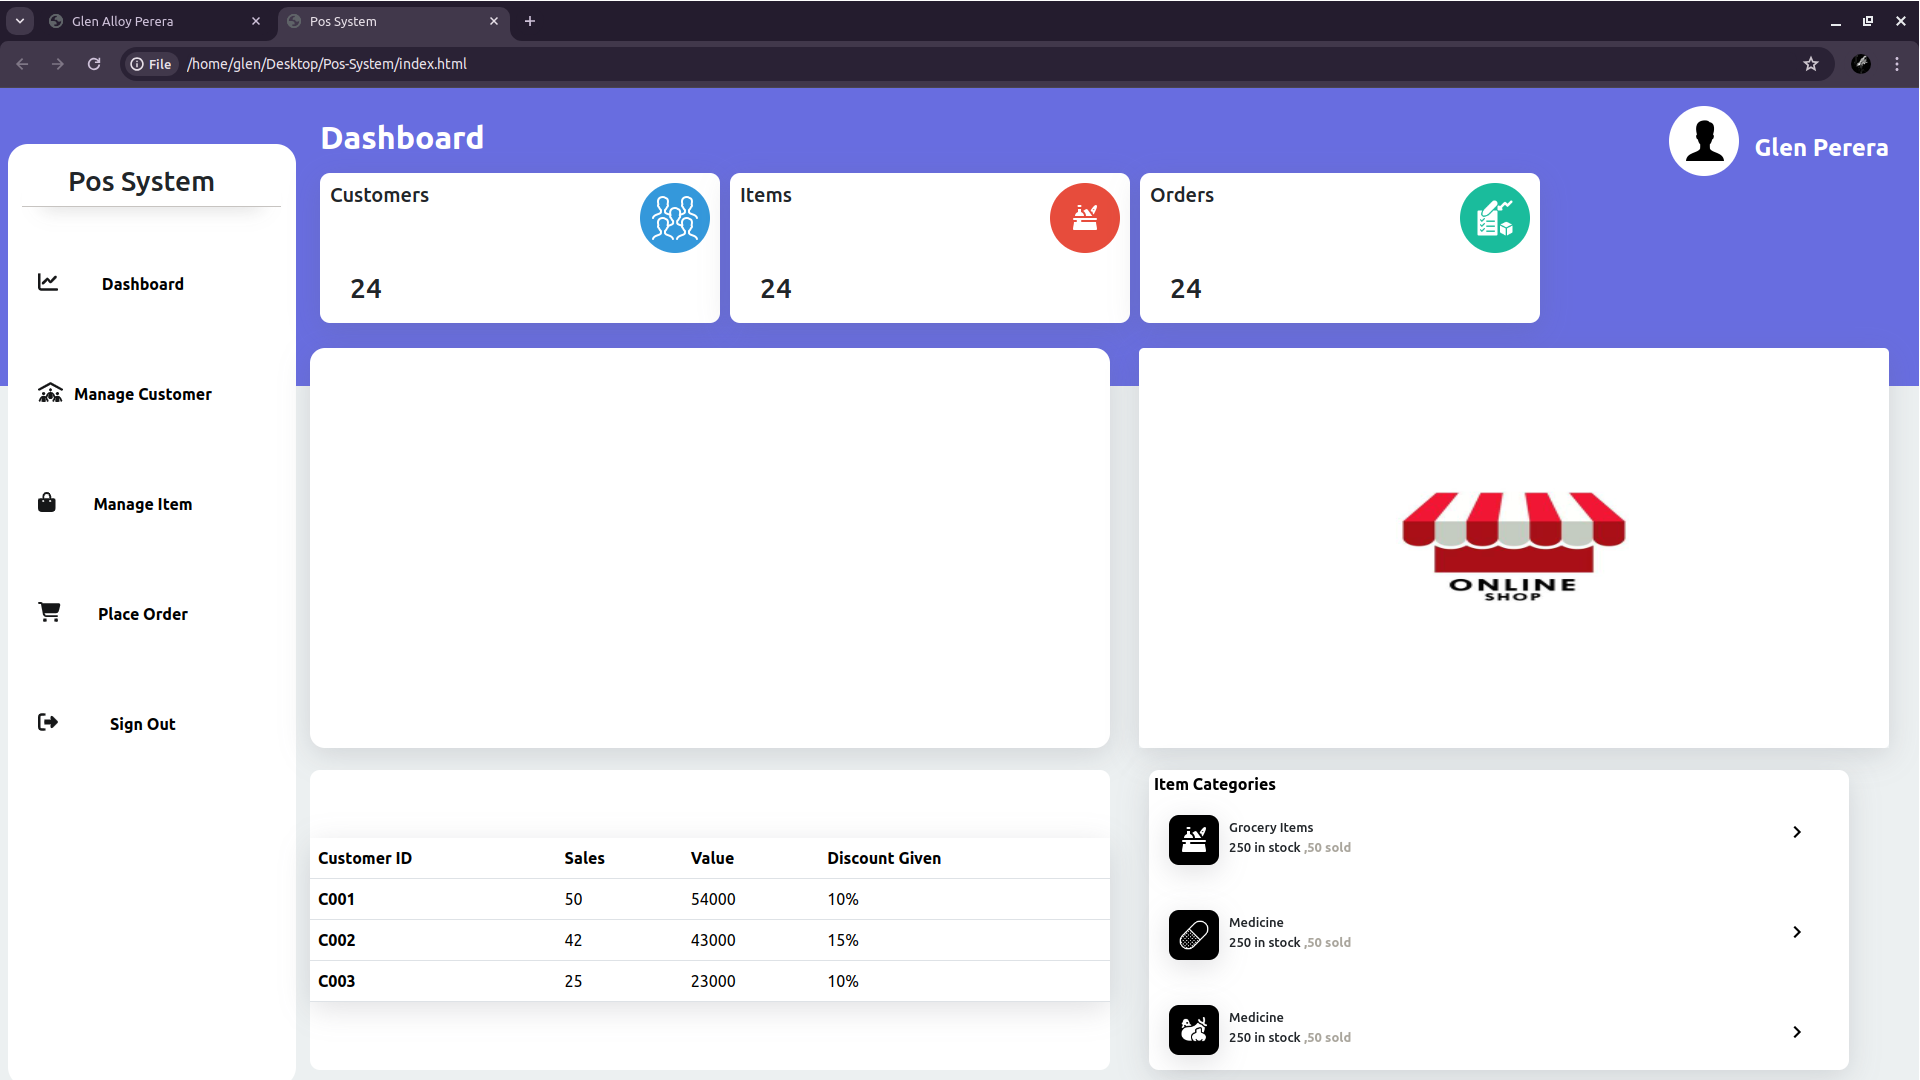 Glen Alloy Perera
Pos System
File
/home/glen/Desktop/Pos-System/index.html
Dashboard
Glen Perera
Pos System
Dashboard
Manage Customer
Manage Item
Place Order
Sign Out
Customers
24
Items
24
Orders
24
ONLINE
SHOP
Customer ID Sales Value Discount Given
C001 50 54000 10%
C002 42 43000 15%
C003 25 23000 10%
Item Categories
Grocery Items
250 in stock ,50 sold
Medicine
250 in stock ,50 sold
Medicine
250 in stock ,50 sold